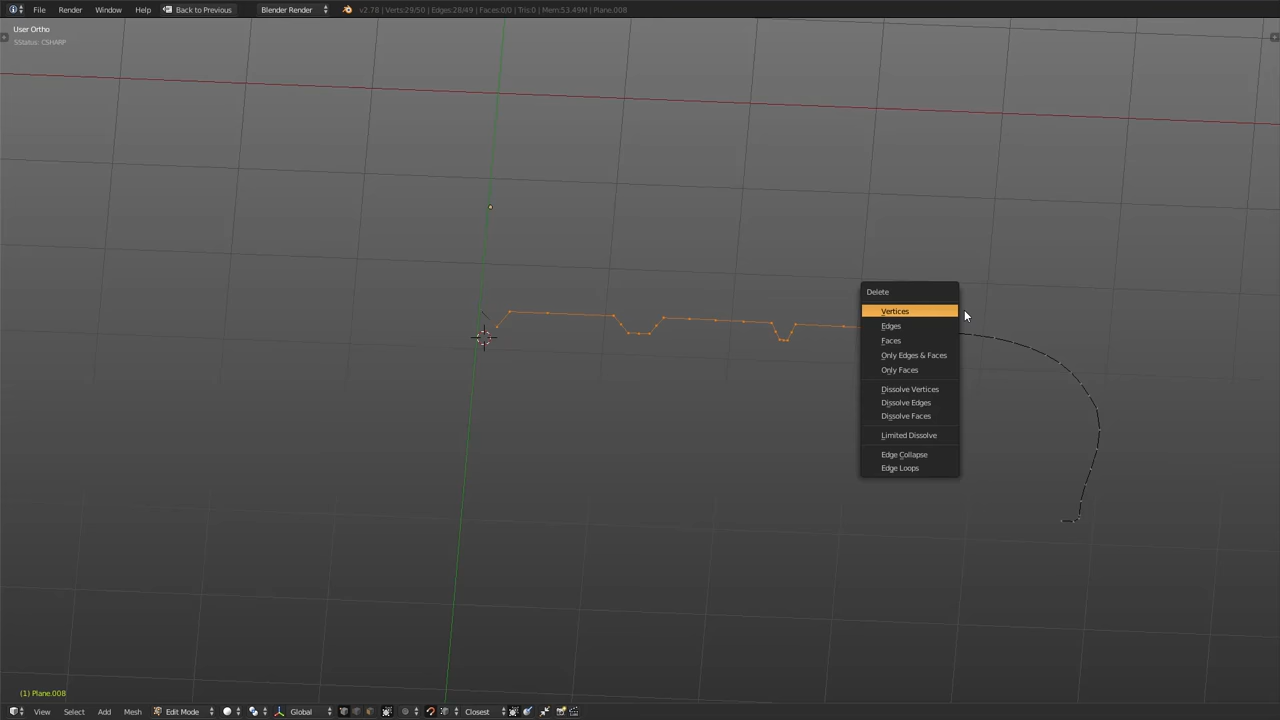 File Render Window Help Back to Previous Blender Render v2.78 | Verts:29/50 | Edges:28/49 | Faces:0/0 | Tris:0 | Mem:53.49M | Plane.008
User Ortho
SStatus: CSHARP
Delete
Vertices
Edges
Faces
Only Edges & Faces
Only Faces
Dissolve Vertices
Dissolve Edges
Dissolve Faces
Limited Dissolve
Edge Collapse
Edge Loops
(1) Plane.008
View Select Add Mesh Edit Mode Global Closest